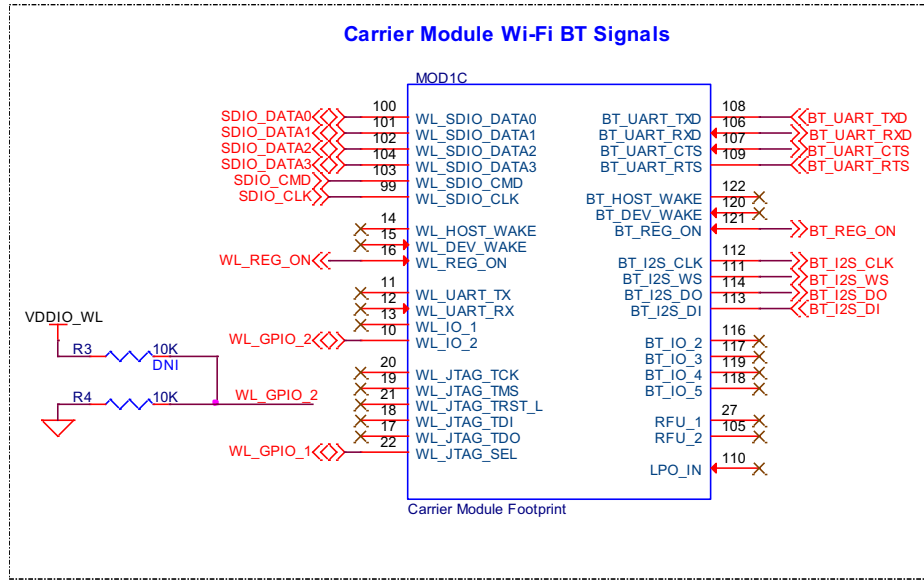 Carrier Module Wi-Fi BT Signals
MOD1C
SDIO_DATA0 100 WL_SDIO_DATA0 BT_UART_TXD 108 BT_UART_TXD
SDIO_DATA1 101 WL_SDIO_DATA1 BT_UART_RXD 106 BT_UART_RXD
SDIO_DATA2 102 WL_SDIO_DATA2 BT_UART_CTS 107 BT_UART_CTS
SDIO_DATA3 104 WL_SDIO_DATA3 BT_UART_RTS 109 BT_UART_RTS
SDIO_CMD 103 WL_SDIO_CMD
SDIO_CLK 99 WL_SDIO_CLK BT_HOST_WAKE 122
BT_DEV_WAKE 120
14 WL_HOST_WAKE BT_REG_ON 121 BT_REG_ON
15 WL_DEV_WAKE
WL_REG_ON 16 WL_REG_ON BT_I2S_CLK 112 BT_I2S_CLK
BT_I2S_WS 111 BT_I2S_WS
11 WL_UART_TX BT_I2S_DO 114 BT_I2S_DO
12 WL_UART_RX BT_I2S_DI 113 BT_I2S_DI
VDDIO_WL
13 WL_IO_1
WL_GPIO_2 10 WL_IO_2 BT_IO_2 116
R3 10K BT_IO_3 117
DNI
20 WL_JTAG_TCK BT_IO_4 119
19 WL_JTAG_TMS BT_IO_5 118
R4 10K WL_GPIO_2 21 WL_JTAG_TRST_L
18 WL_JTAG_TDI RFU_1 27
17 WL_JTAG_TDO RFU_2 105
WL_GPIO_1 22 WL_JTAG_SEL
LPO_IN 110
Carrier Module Footprint